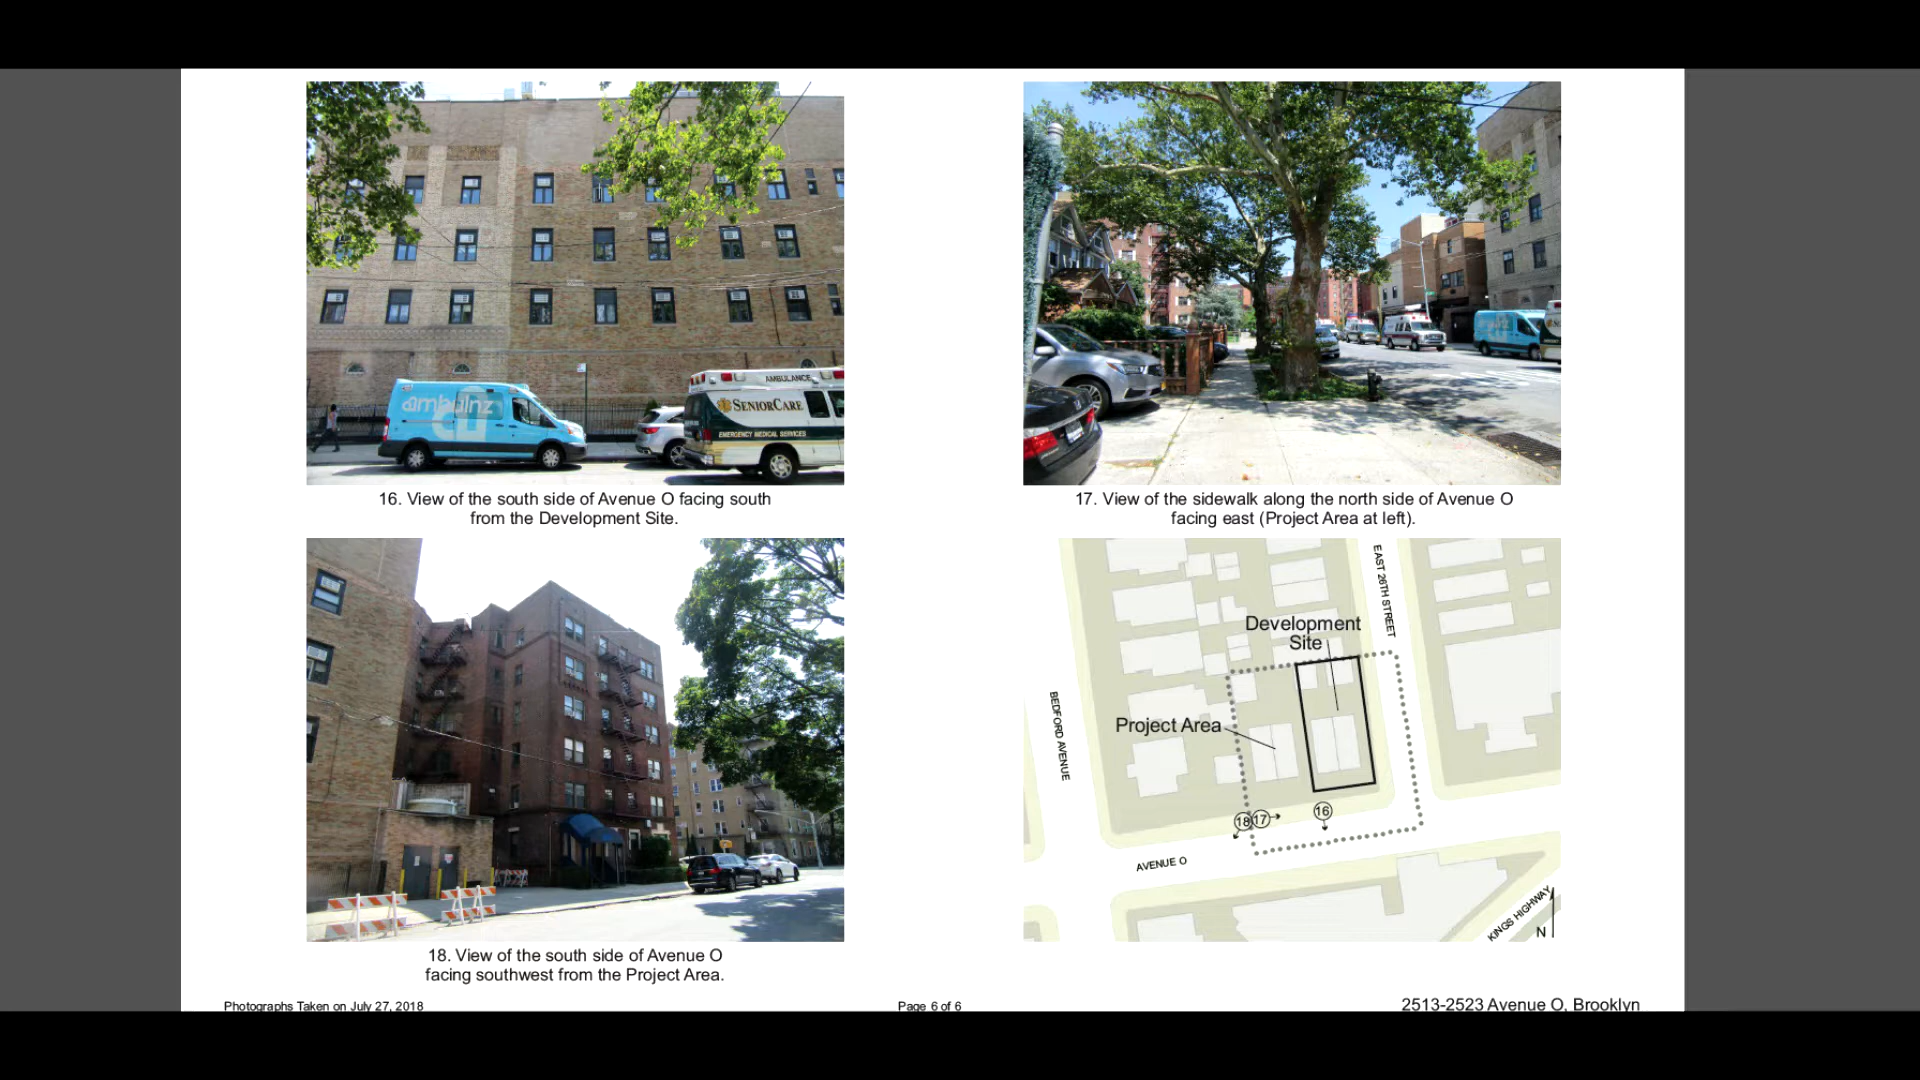 ambulnz
AMBULANCE
SENIORCARE
EMERGENCY MEDICAL SERVICES
16. View of the south side of Avenue O facing south
from the Development Site.
17. View of the sidewalk along the north side of Avenue O
facing east (Project Area at left).
18. View of the south side of Avenue O
facing southwest from the Project Area.
EAST 26TH STREET
Development
Site
BEDFORD AVENUE
Project Area
18
17
16
AVENUE O
KINGS HIGHWAY
N
Photographs Taken on July 27, 2018
Page 6 of 6
2513-2523 Avenue O, Brooklyn